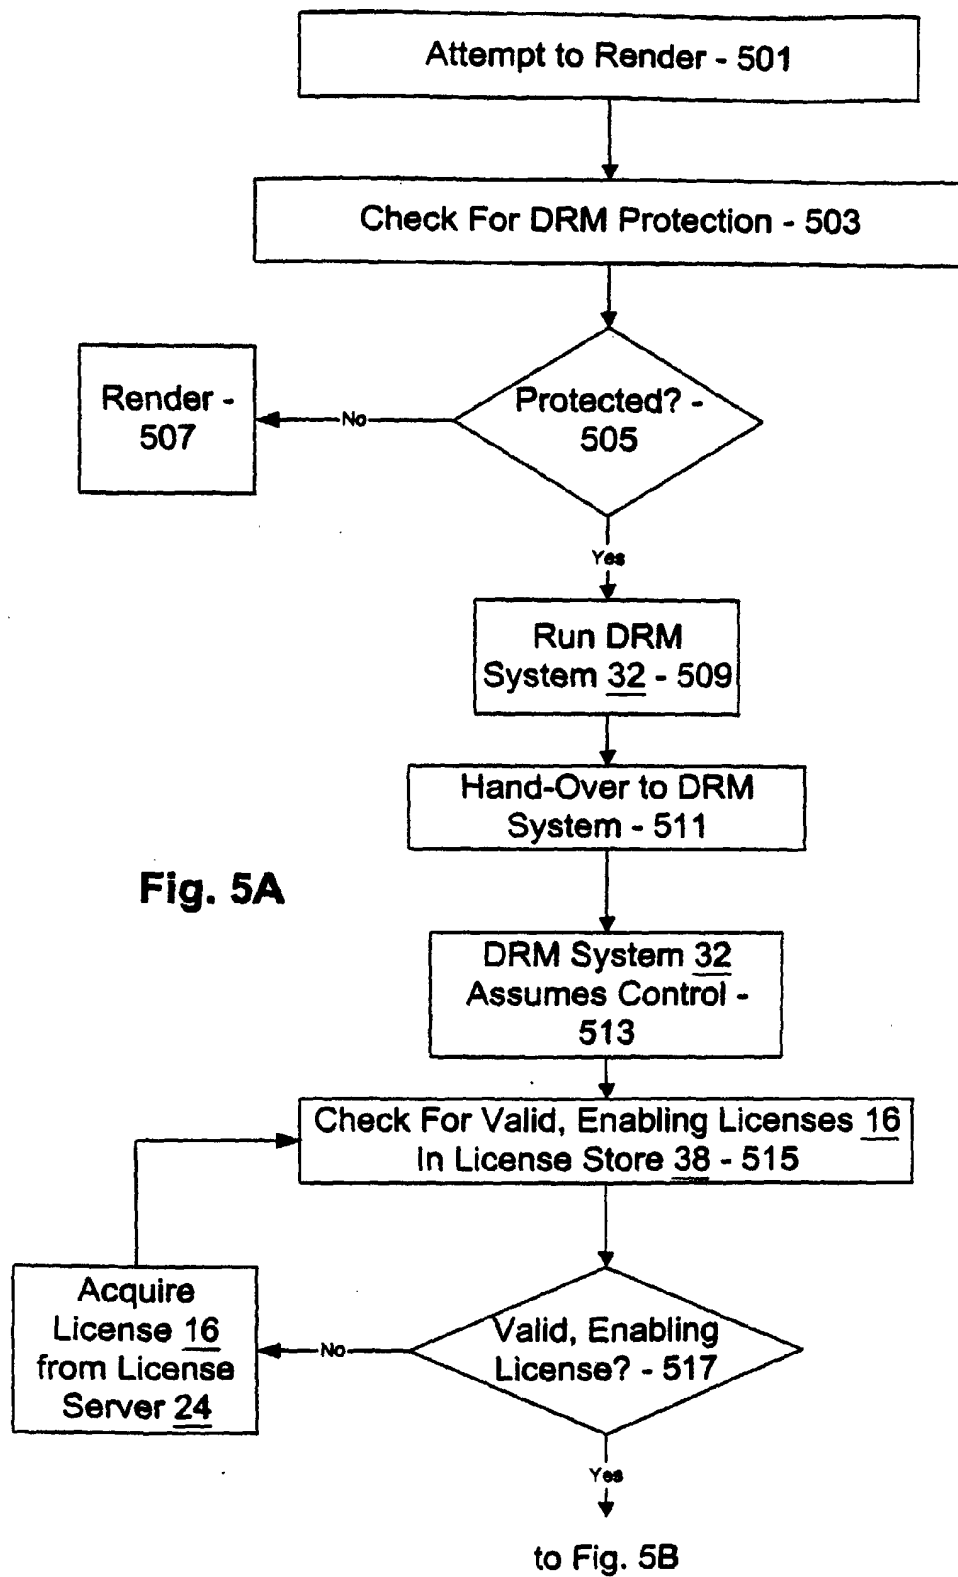 Attempt to Render - 501
Check For DRM Protection - 503
Protected? -
505
No
Render -
507
Yes
Run DRM
System 32 - 509
Hand-Over to DRM
System - 511
Fig. 5A
DRM System 32
Assumes Control -
513
Check For Valid, Enabling Licenses 16
In License Store 38 - 515
Valid, Enabling
License? - 517
No
Acquire
License 16
from License
Server 24
Yes
to Fig. 5B